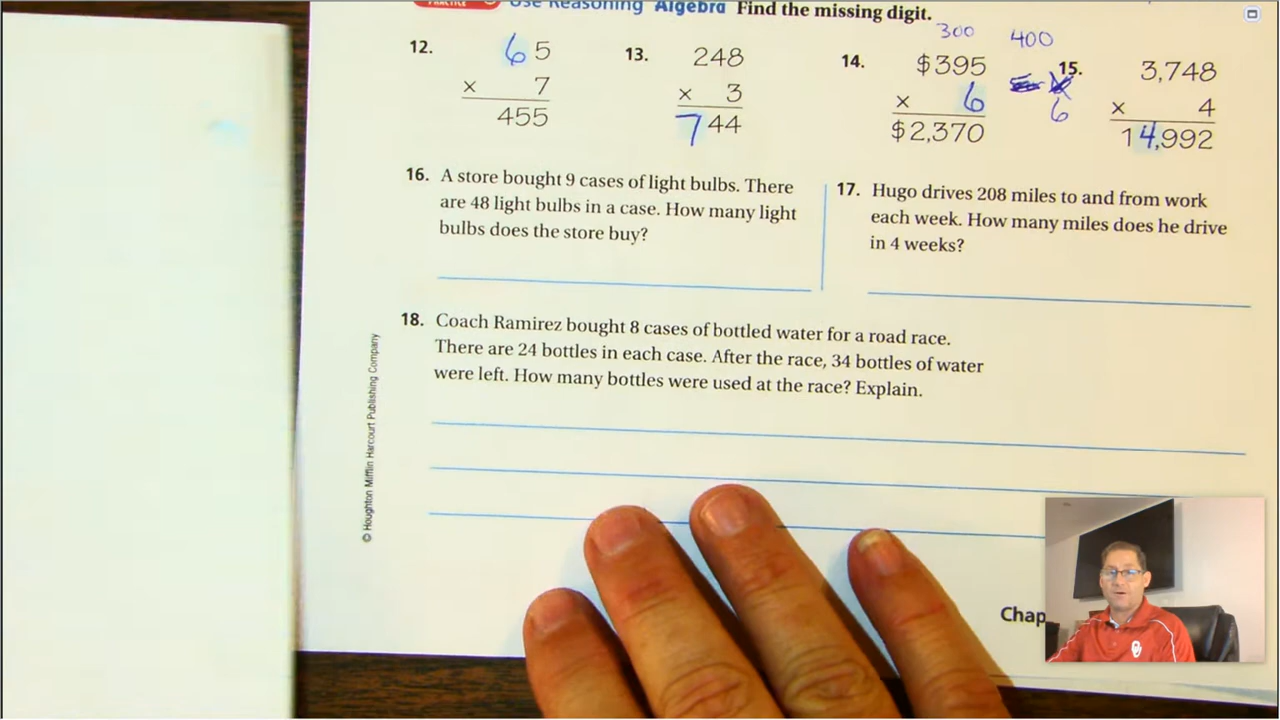 PRACTICE Use Reasoning Algebra Find the missing digit.
300 400
12. 65
× 7
455
13. 248
× 3
744
14. $395
× 6
$2,370
6
15. 3,748
× 4
14,992
16. A store bought 9 cases of light bulbs. There
are 48 light bulbs in a case. How many light
bulbs does the store buy?
17. Hugo drives 208 miles to and from work
each week. How many miles does he drive
in 4 weeks?
18. Coach Ramirez bought 8 cases of bottled water for a road race.
There are 24 bottles in each case. After the race, 34 bottles of water
were left. How many bottles were used at the race? Explain.
© Houghton Mifflin Harcourt Publishing Company
Chap
OU